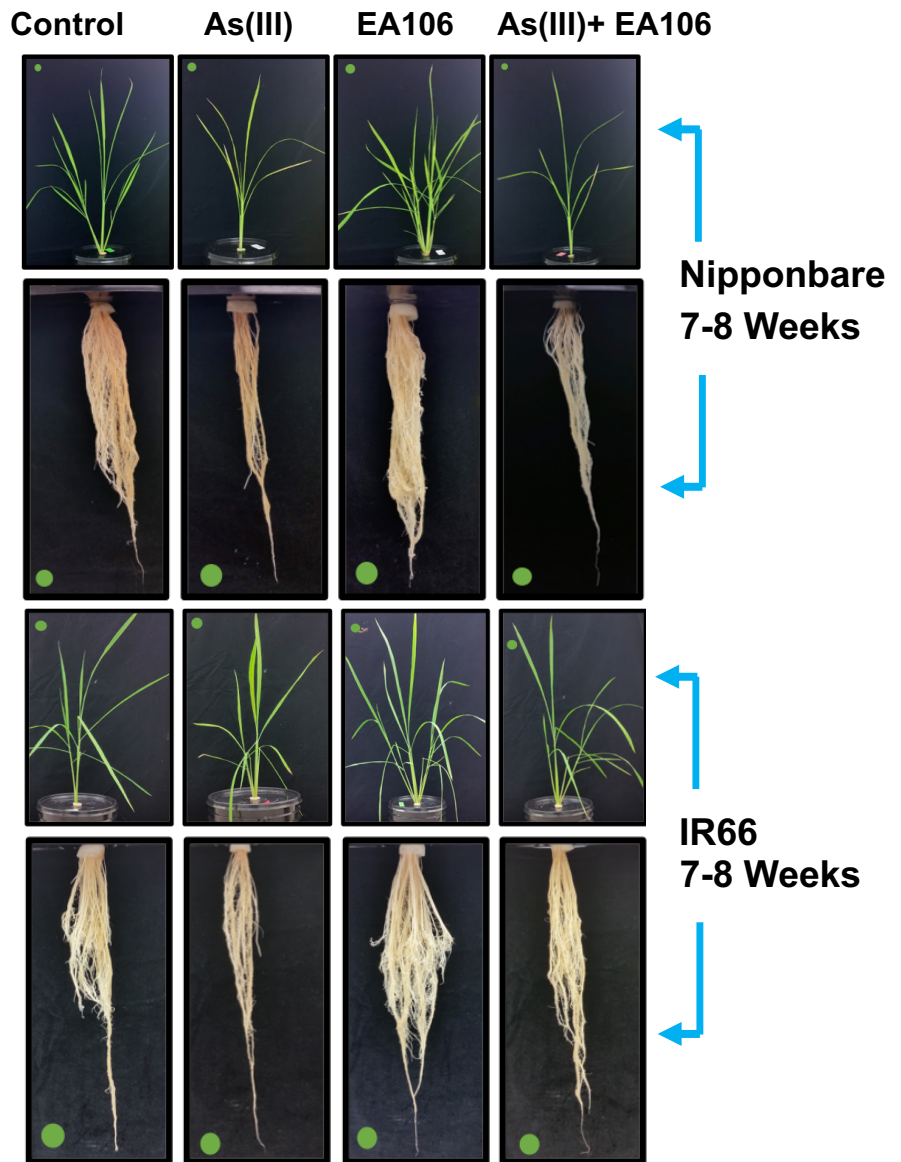 Control As(III) EA106 As(III)+ EA106
Nipponbare
7-8 Weeks
IR66
7-8 Weeks